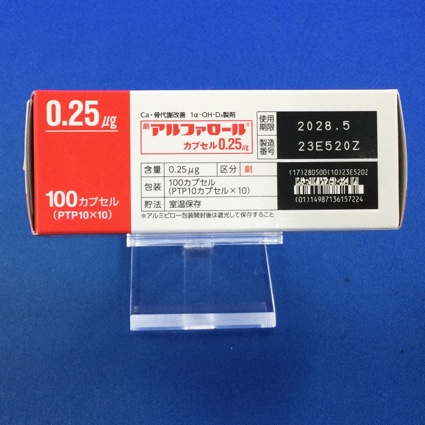 0.25μg
100カプセル
(PTP10×10)
Ca・骨代謝改善 1α-OH-D₃製剤
劇 アルファロール®
カプセル0.25μg
含量 0.25μg 区分 劇
包装 100カプセル
(PTP10カプセル×10)
貯法 室温保存
※アルミピロー包装開封後は遮光して保存すること
使用期限 2028.5
製造番号 23E520Z
(17)280500(10)23E520Z
(01)14987136157224